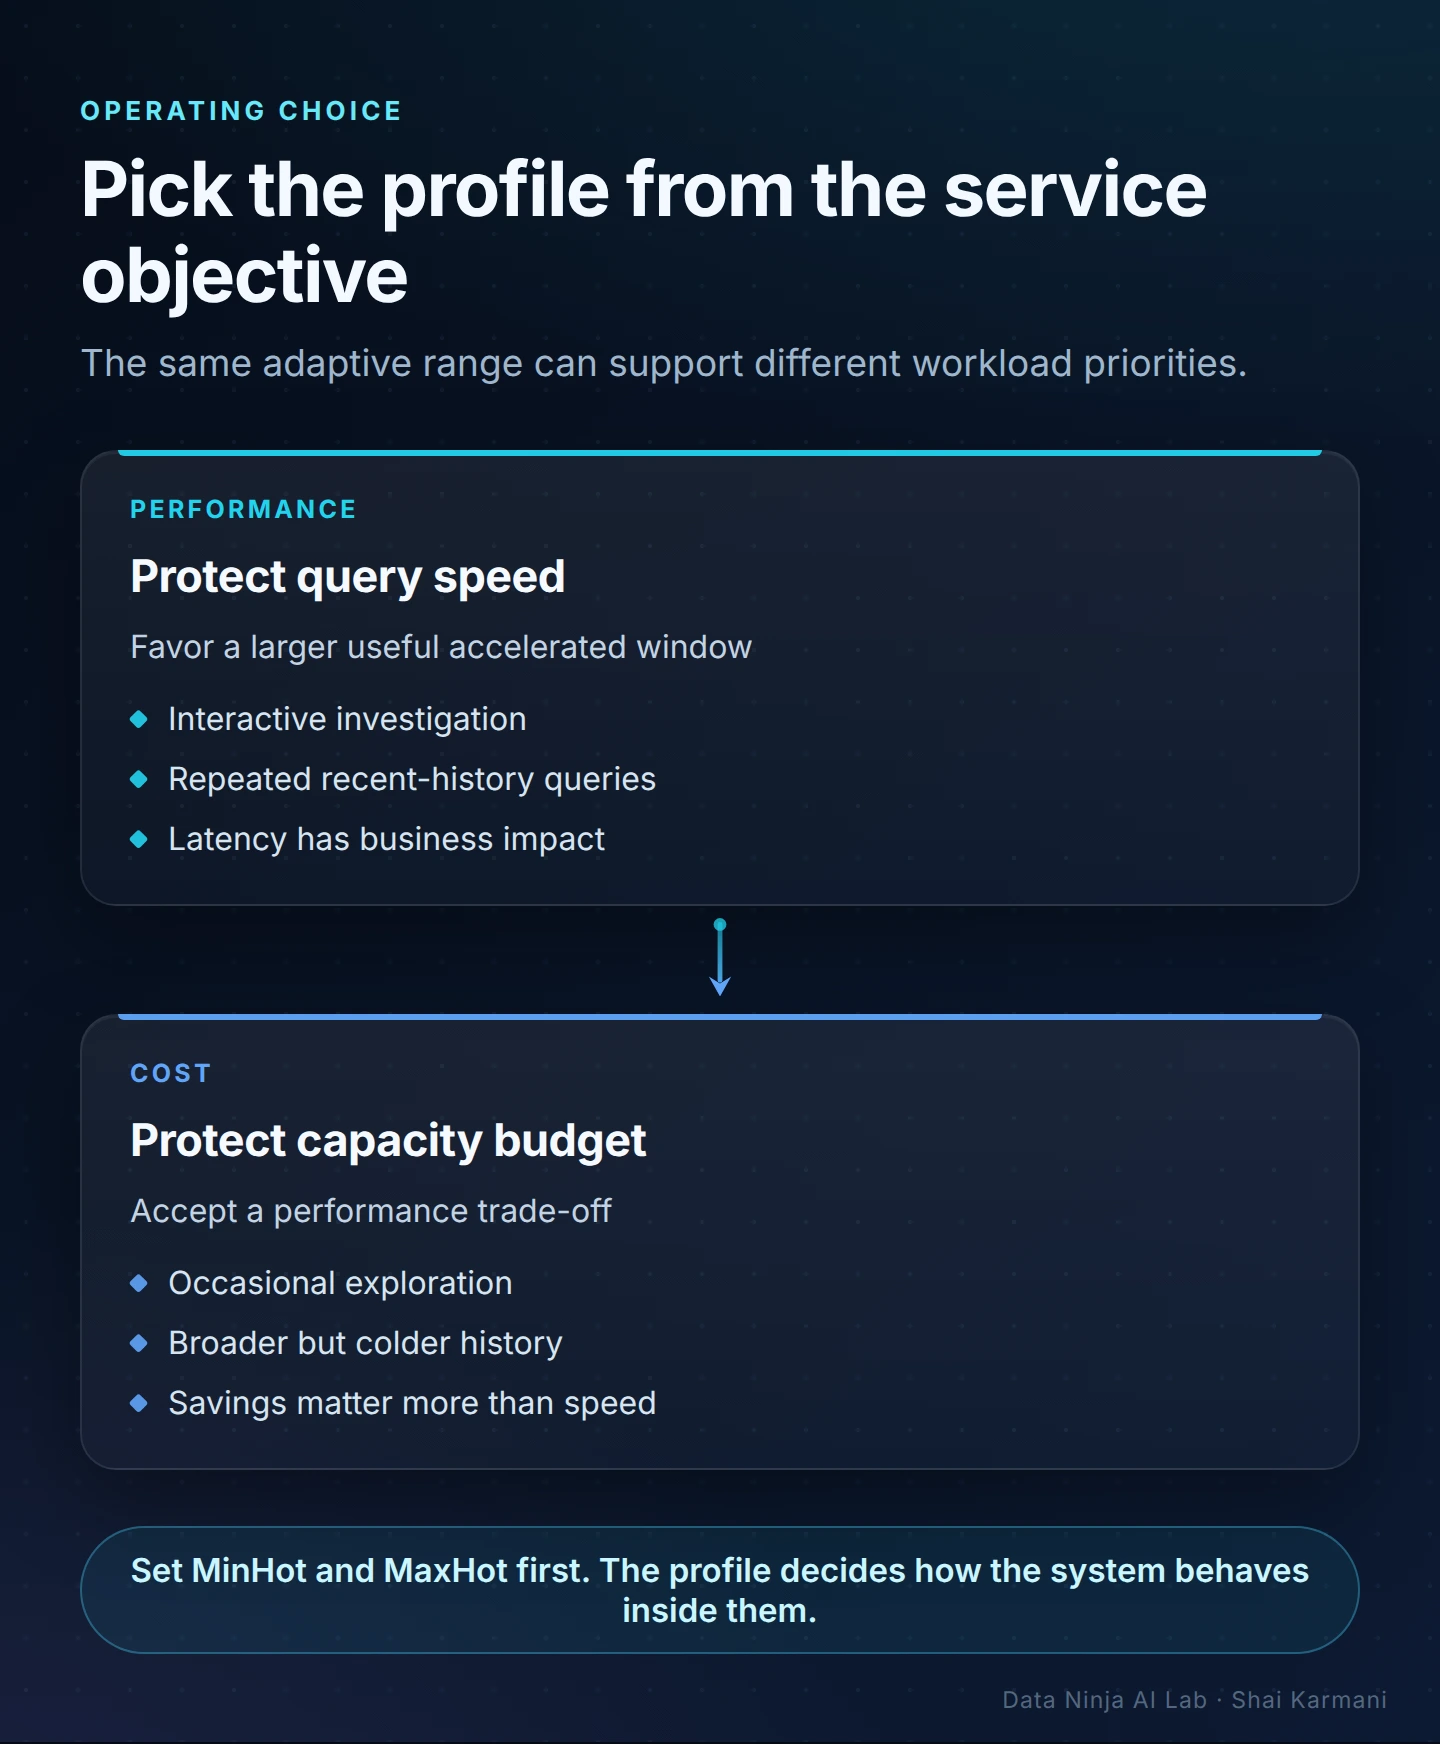 OPERATING CHOICE
Pick the profile from the service
objective
The same adaptive range can support different workload priorities.
PERFORMANCE
Protect query speed
Favor a larger useful accelerated window
Interactive investigation
Repeated recent-history queries
Latency has business impact
COST
Protect capacity budget
Accept a performance trade-off
Occasional exploration
Broader but colder history
Savings matter more than speed
Set MinHot and MaxHot first. The profile decides how the system behaves
inside them.
Data Ninja AI Lab · Shai Karmani